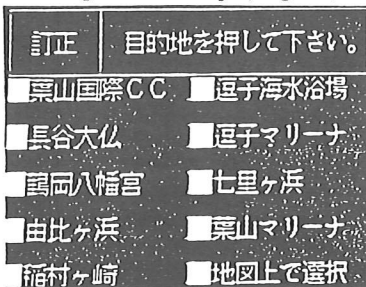 訂正 目的地を押して下さい。
葉山国際CC 逗子海水浴場
長谷大仏 逗子マリーナ
鶴岡八幡宮 七里ヶ浜
由比ヶ浜 葉山マリーナ
稲村ヶ崎 地図上で選択